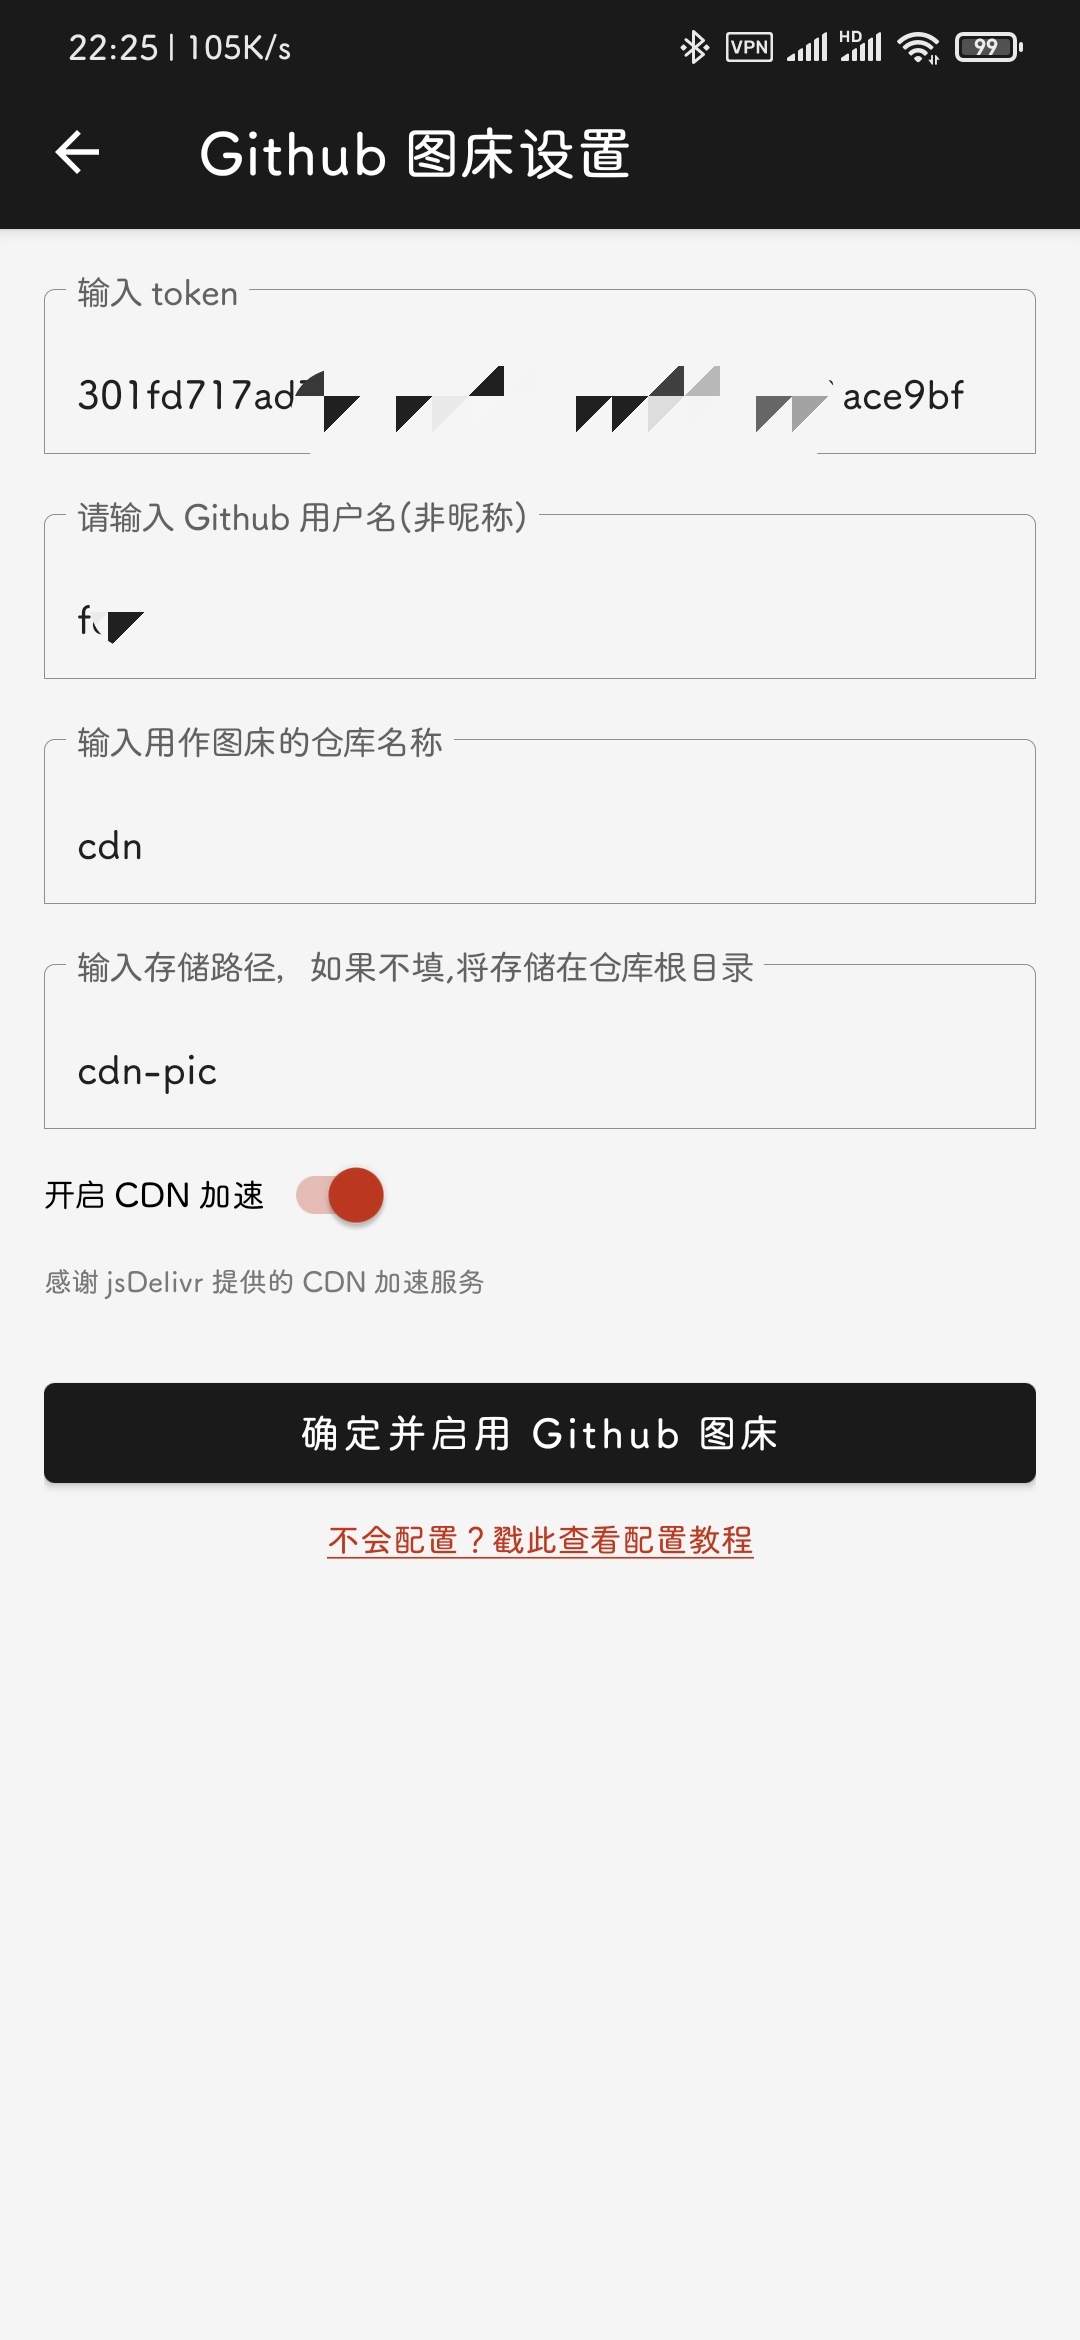 22:25 | 105K/s
VPN HD 99
Github 图床设置
输入 token
301fd717ad ace9bf
请输入 Github 用户名(非昵称)
f
输入用作图床的仓库名称
cdn
输入存储路径，如果不填,将存储在仓库根目录
cdn-pic
开启 CDN 加速
感谢 jsDelivr 提供的 CDN 加速服务
确定并启用 Github 图床
不会配置？戳此查看配置教程